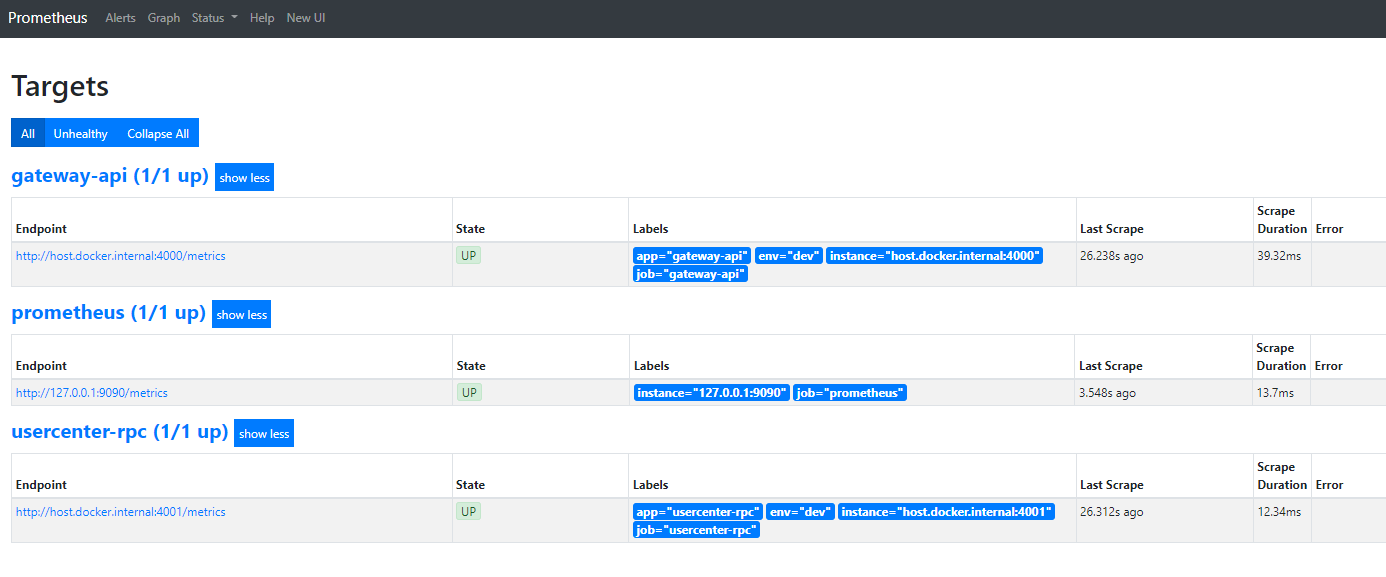 Prometheus Alerts Graph Status Help New UI
Targets
All Unhealthy Collapse All
gateway-api (1/1 up) show less
Endpoint State Labels Last Scrape Scrape Duration Error
http://host.docker.internal:4000/metrics UP app="gateway-api" env="dev" instance="host.docker.internal:4000" 26.238s ago 39.32ms
job="gateway-api"
prometheus (1/1 up) show less
Endpoint State Labels Last Scrape Scrape Duration Error
http://127.0.0.1:9090/metrics UP instance="127.0.0.1:9090" job="prometheus" 3.548s ago 13.7ms
usercenter-rpc (1/1 up) show less
Endpoint State Labels Last Scrape Scrape Duration Error
http://host.docker.internal:4001/metrics UP app="usercenter-rpc" env="dev" instance="host.docker.internal:4001" 26.312s ago 12.34ms
job="usercenter-rpc"